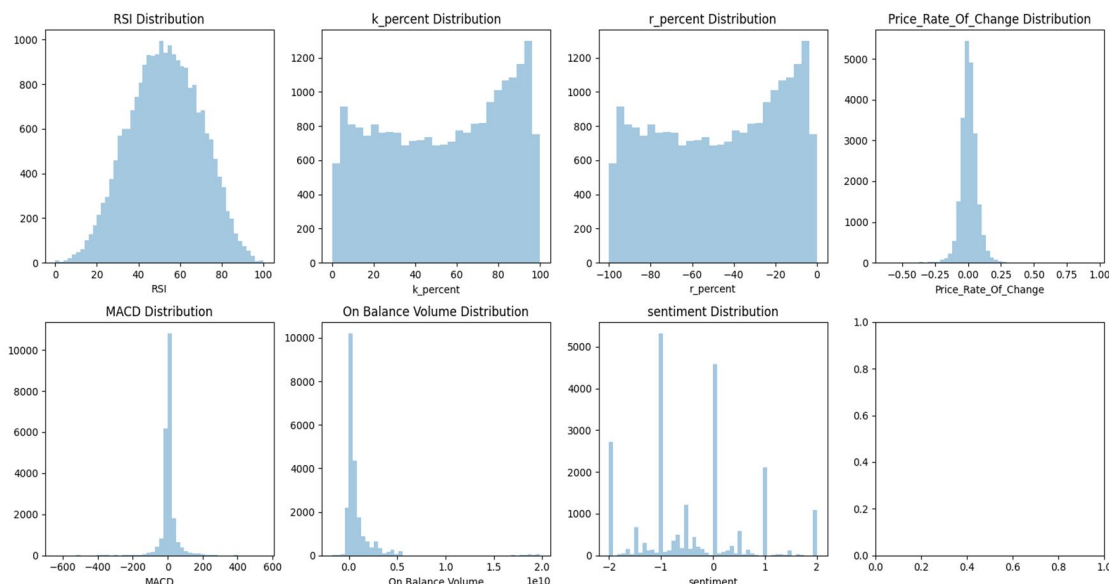 RSI Distribution
1000
800
600
400
200
0
0 20 40 60 80 100
RSI
k_percent Distribution
1200
1000
800
600
400
200
0
0 20 40 60 80 100
k_percent
r_percent Distribution
1200
1000
800
600
400
200
0
−100 −80 −60 −40 −20 0
r_percent
Price_Rate_Of_Change Distribution
5000
4000
3000
2000
1000
0
−0.50 −0.25 0.00 0.25 0.50 0.75 1.00
Price_Rate_Of_Change
MACD Distribution
10000
8000
6000
4000
2000
0
−600 −400 −200 0 200 400 600
MACD
On Balance Volume Distribution
10000
8000
6000
4000
2000
0
0.0 0.5 1.0 1.5 2.0
1e10
On Balance Volume
sentiment Distribution
5000
4000
3000
2000
1000
0
−2 −1 0 1 2
sentiment
1.0
0.8
0.6
0.4
0.2
0.0
0.0 0.2 0.4 0.6 0.8 1.0